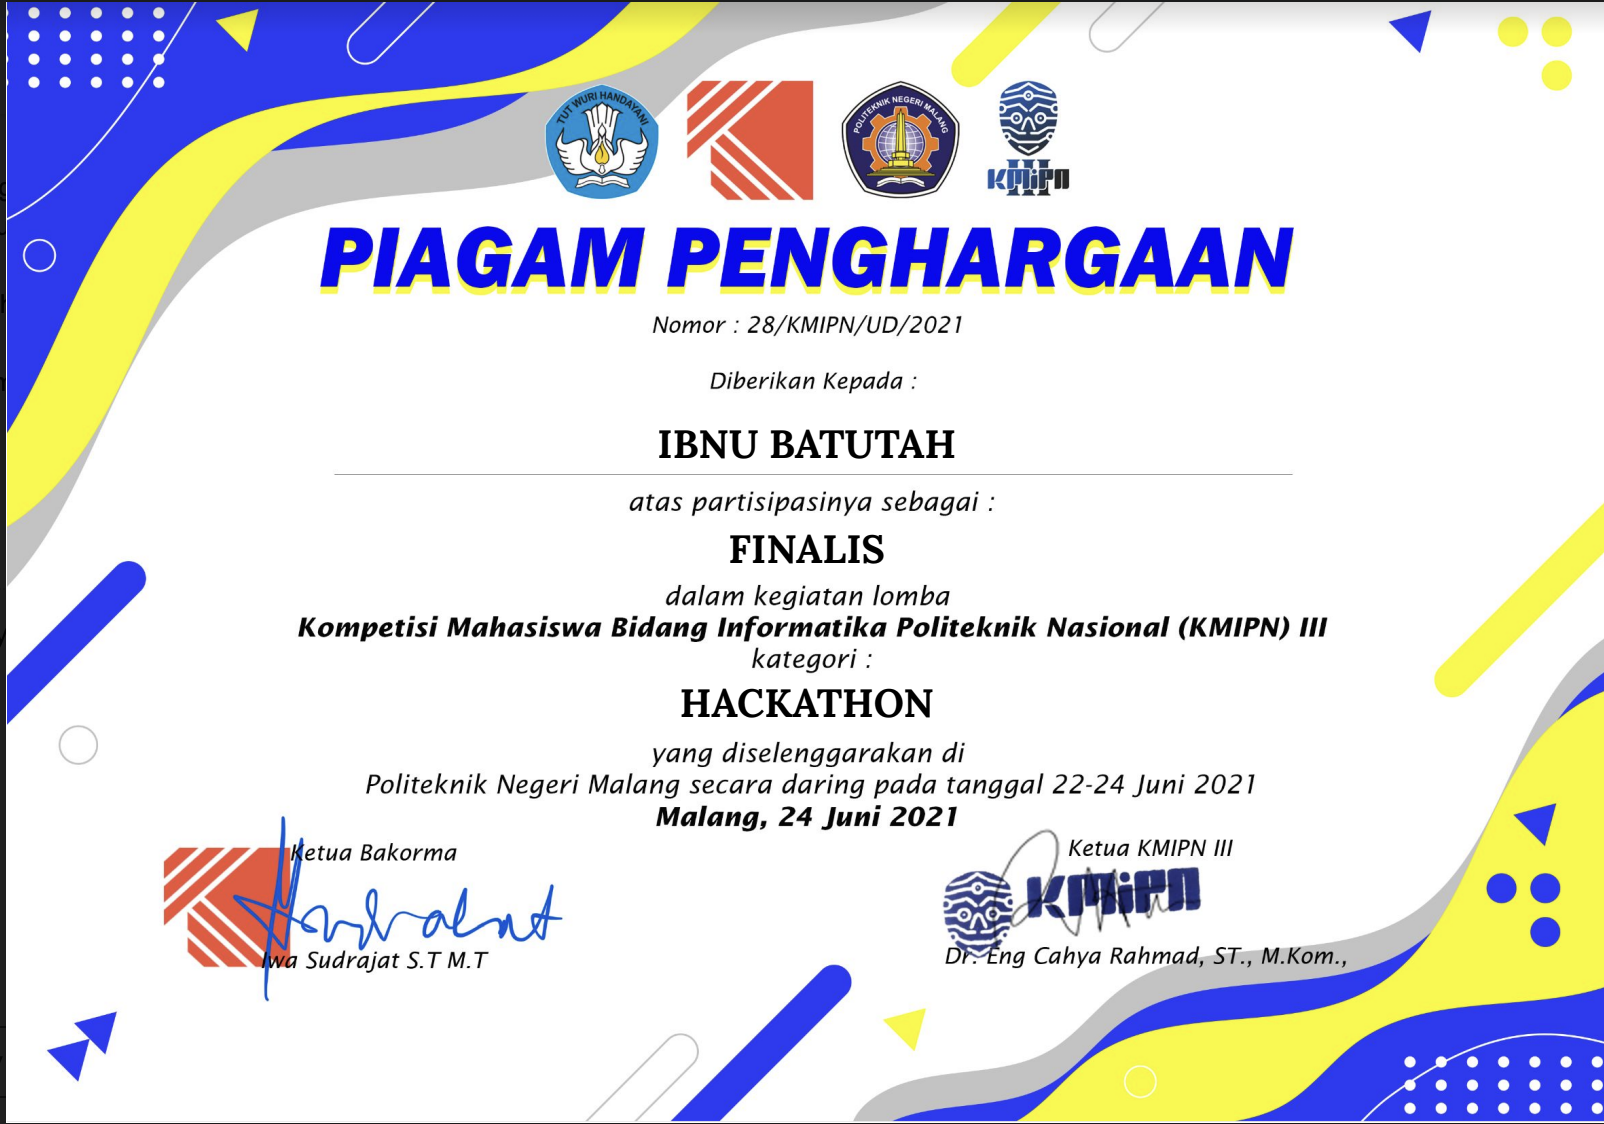 TUT WURI HANDAYANI
POLITEKNIK NEGERI MALANG
III
KMIPN
PIAGAM PENGHARGAAN
Nomor : 28/KMIPN/UD/2021
Diberikan Kepada :
IBNU BATUTAH
atas partisipasinya sebagai :
FINALIS
dalam kegiatan lomba
Kompetisi Mahasiswa Bidang Informatika Politeknik Nasional (KMIPN) III
kategori :
HACKATHON
yang diselenggarakan di
Politeknik Negeri Malang secara daring pada tanggal 22-24 Juni 2021
Malang, 24 Juni 2021
Ketua Bakorma
Iwa Sudrajat S.T M.T
Ketua KMIPN III
KMIPN
Dr. Eng Cahya Rahmad, ST., M.Kom.,